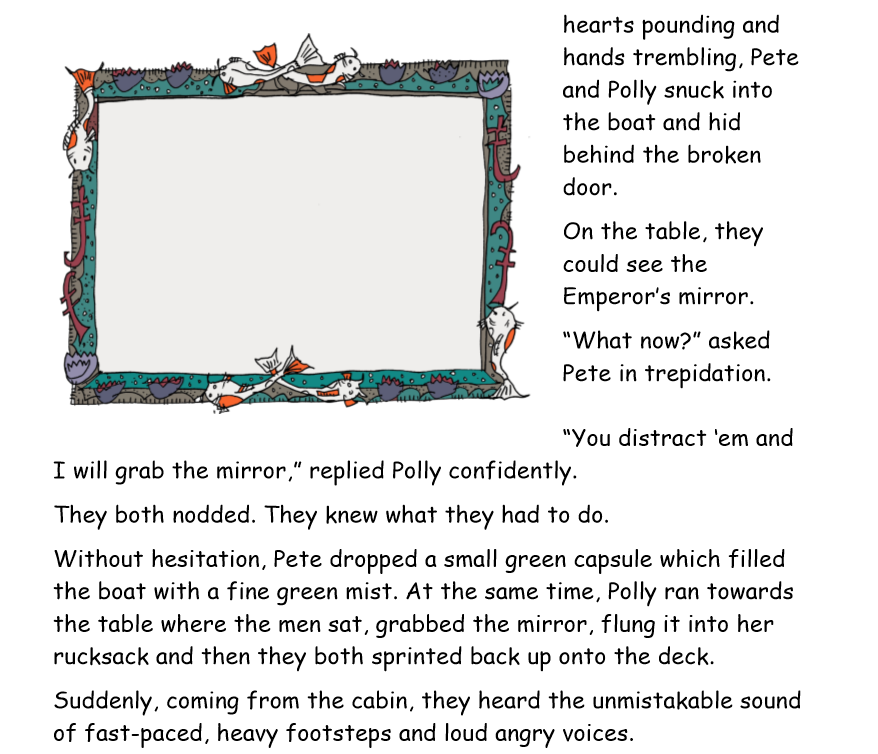 hearts pounding and
hands trembling, Pete
and Polly snuck into
the boat and hid
behind the broken
door.
On the table, they
could see the
Emperor’s mirror.
“What now?” asked
Pete in trepidation.
“You distract ‘em and
I will grab the mirror,” replied Polly confidently.
They both nodded. They knew what they had to do.
Without hesitation, Pete dropped a small green capsule which filled
the boat with a fine green mist. At the same time, Polly ran towards
the table where the men sat, grabbed the mirror, flung it into her
rucksack and then they both sprinted back up onto the deck.
Suddenly, coming from the cabin, they heard the unmistakable sound
of fast-paced, heavy footsteps and loud angry voices.